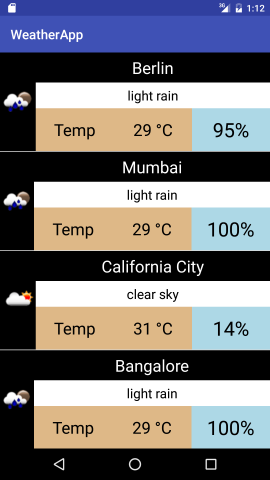 3G 1:12
WeatherApp
Berlin
light rain
Temp 29 °C 95%
Mumbai
light rain
Temp 29 °C 100%
California City
clear sky
Temp 31 °C 14%
Bangalore
light rain
Temp 29 °C 100%